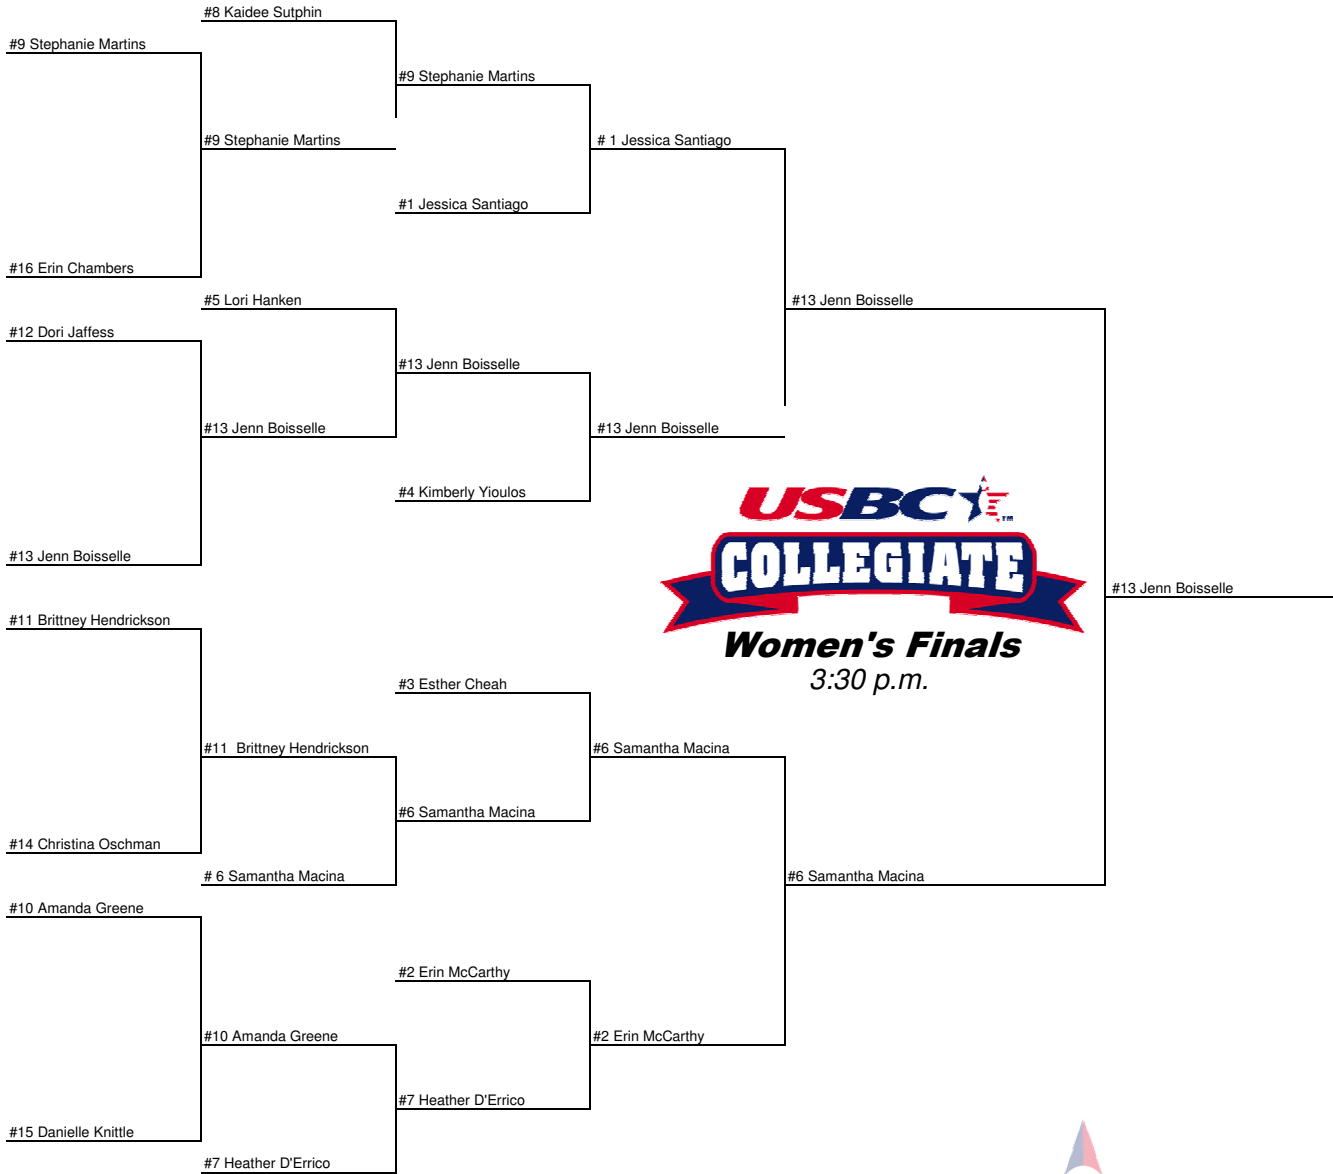 #8 Kaidee Sutphin
#9 Stephanie Martins
#9 Stephanie Martins
#9 Stephanie Martins
# 1 Jessica Santiago
#1 Jessica Santiago
#16 Erin Chambers
#5 Lori Hanken
#13 Jenn Boisselle
#12 Dori Jaffess
#13 Jenn Boisselle
#13 Jenn Boisselle
#13 Jenn Boisselle
#4 Kimberly Yioulos
USBC TM
COLLEGIATE
#13 Jenn Boisselle
#13 Jenn Boisselle
#11 Brittney Hendrickson
Women's Finals
3:30 p.m.
#3 Esther Cheah
#11 Brittney Hendrickson
#6 Samantha Macina
#6 Samantha Macina
#14 Christina Oschman
# 6 Samantha Macina
#6 Samantha Macina
#10 Amanda Greene
#2 Erin McCarthy
#10 Amanda Greene
#2 Erin McCarthy
#7 Heather D'Errico
#15 Danielle Knittle
#7 Heather D'Errico